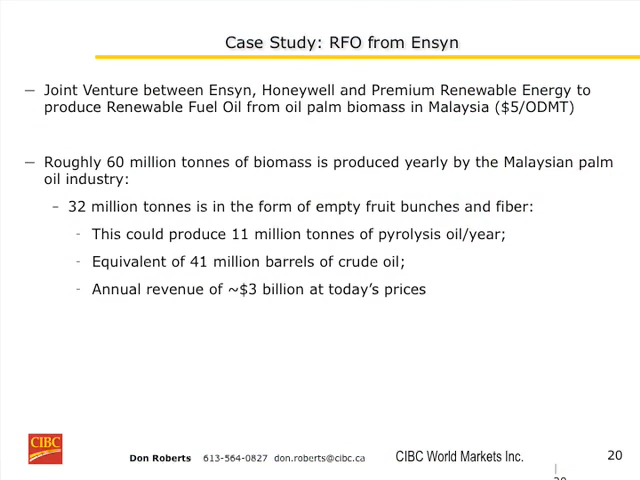 Case Study: RFO from Ensyn
— Joint Venture between Ensyn, Honeywell and Premium Renewable Energy to
produce Renewable Fuel Oil from oil palm biomass in Malaysia ($5/ODMT)
— Roughly 60 million tonnes of biomass is produced yearly by the Malaysian palm
oil industry:
– 32 million tonnes is in the form of empty fruit bunches and fiber:
- This could produce 11 million tonnes of pyrolysis oil/year;
- Equivalent of 41 million barrels of crude oil;
- Annual revenue of ~$3 billion at today’s prices
CIBC
Don Roberts 613-564-0827 don.roberts@cibc.ca CIBC World Markets Inc. 20